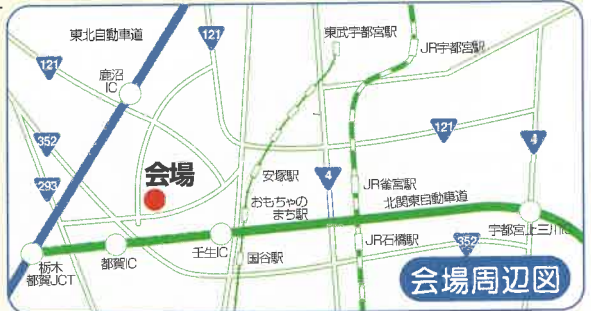 東北自動車道
121
東武宇都宮駅
JR宇都宮駅
121
鹿沼
IC
352
121
4
293
会場
安塚駅
4
JR雀宮駅
おもちゃの
まち駅
北関東自動車道
宇都宮上三川IC
栃木
都賀JCT
都賀IC
壬生IC
国谷駅
JR石橋駅
352
会場周辺図